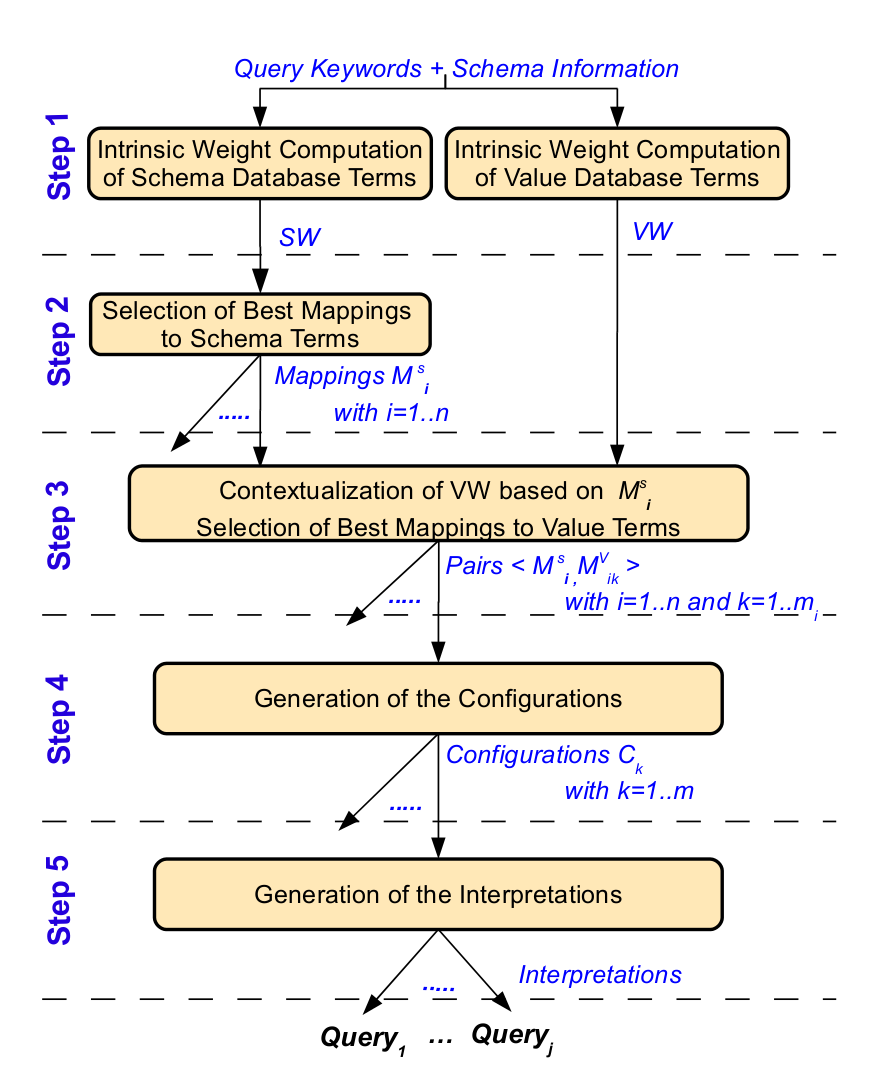 Query Keywords + Schema Information
Step 1
Intrinsic Weight Computation
of Schema Database Terms
Intrinsic Weight Computation
of Value Database Terms
SW
VW
Step 2
Selection of Best Mappings
to Schema Terms
Mappings M^s_i
.....
with i=1..n
Step 3
Contextualization of VW based on M^s_i
Selection of Best Mappings to Value Terms
Pairs < M^s_i, M^V_ik >
.....
with i=1..n and k=1..m_i
Step 4
Generation of the Configurations
Configurations C_k
with k=1..m
.....
Step 5
Generation of the Interpretations
Interpretations
.....
Query_1 ... Query_j